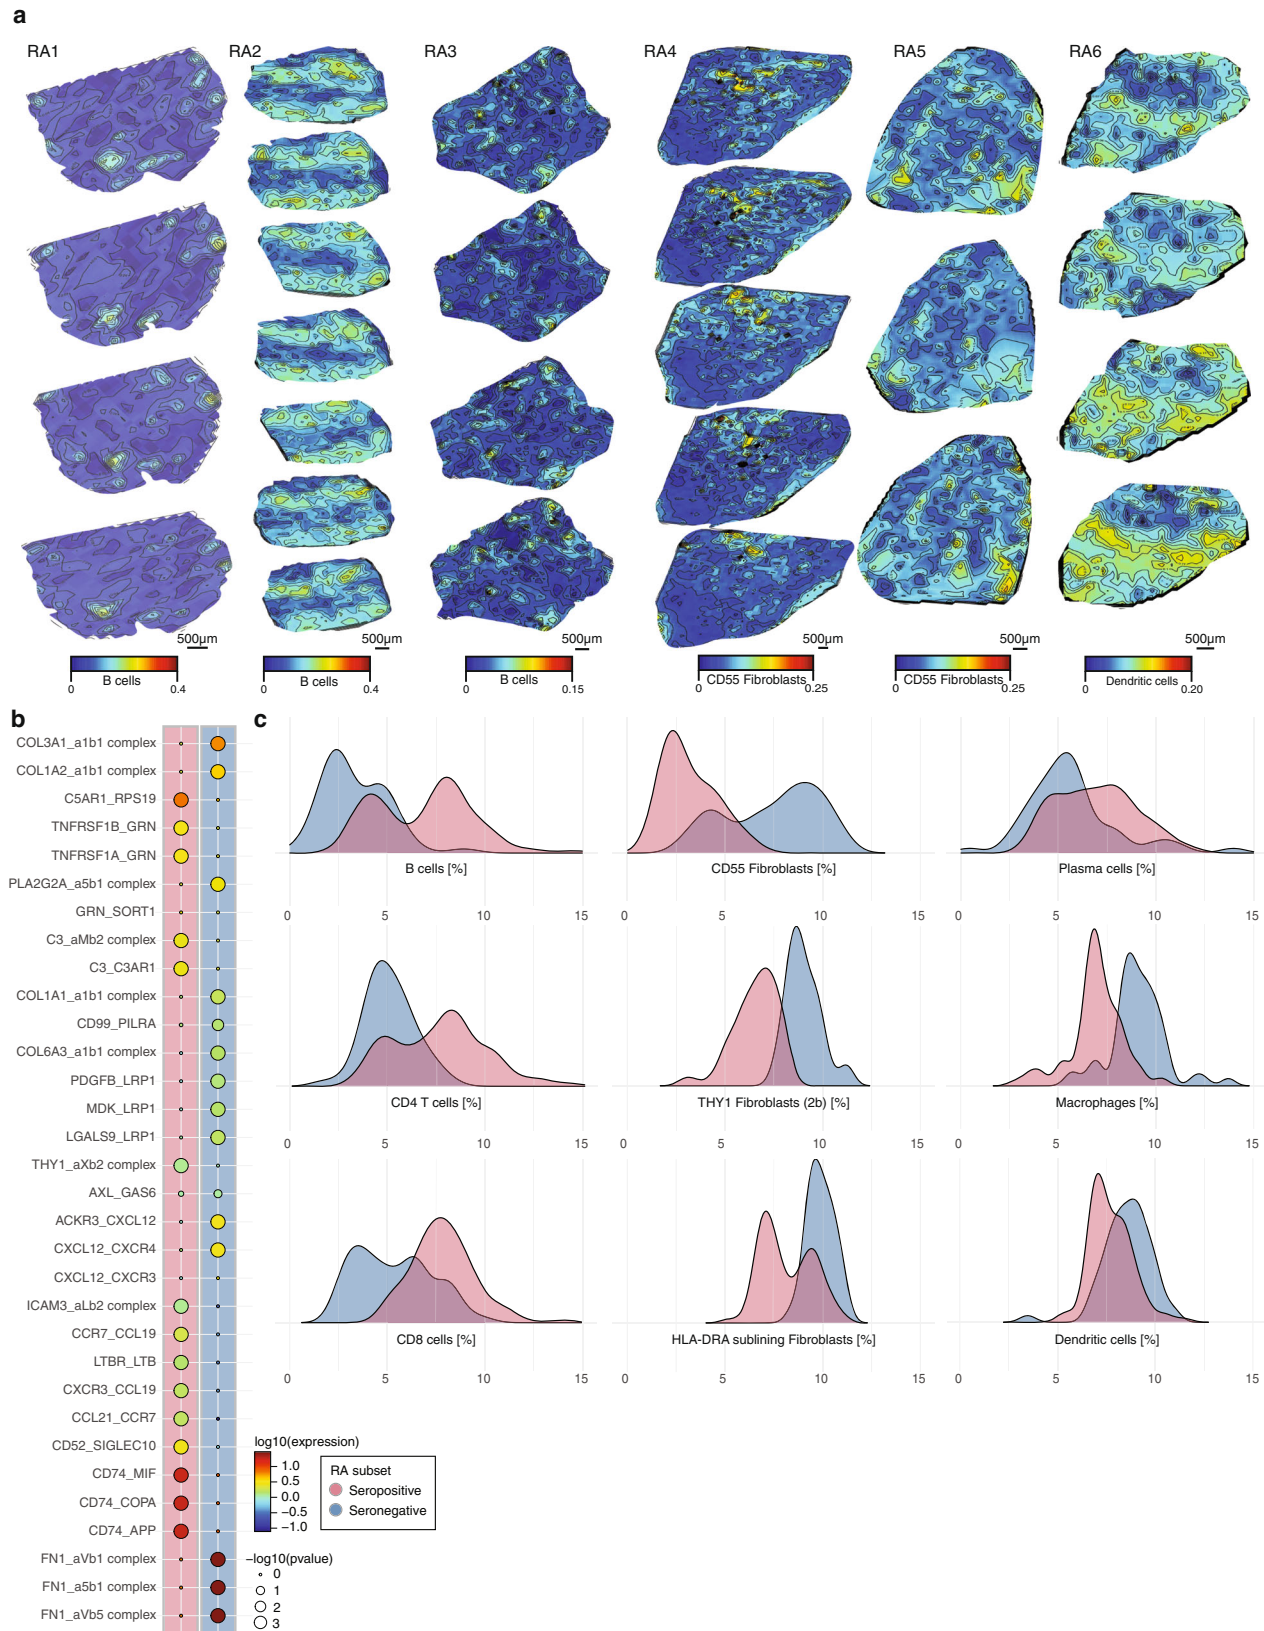 a
RA1
RA2
RA3
RA4
RA5
RA6
500µm
500µm
500µm
500µm
500µm
500µm
0 B cells 0.4
0 B cells 0.4
0 B cells 0.15
0 CD55 Fibroblasts 0.25
0 CD55 Fibroblasts 0.25
0 Dendritic cells 0.20
b
COL3A1_a1b1 complex
COL1A2_a1b1 complex
C5AR1_RPS19
TNFRSF1B_GRN
TNFRSF1A_GRN
PLA2G2A_a5b1 complex
GRN_SORT1
C3_aMb2 complex
C3_C3AR1
COL1A1_a1b1 complex
CD99_PILRA
COL6A3_a1b1 complex
PDGFB_LRP1
MDK_LRP1
LGALS9_LRP1
THY1_aXb2 complex
AXL_GAS6
ACKR3_CXCL12
CXCL12_CXCR4
CXCL12_CXCR3
ICAM3_aLb2 complex
CCR7_CCL19
LTBR_LTB
CXCR3_CCL19
CCL21_CCR7
CD52_SIGLEC10
CD74_MIF
CD74_COPA
CD74_APP
FN1_aVb1 complex
FN1_a5b1 complex
FN1_aVb5 complex
log10(expression)
1.0
0.5
0.0
−0.5
−1.0
RA subset
Seropositive
Seronegative
−log10(pvalue)
0
1
2
3
c
B cells [%]
0 5 10 15
CD55 Fibroblasts [%]
0 5 10 15
Plasma cells [%]
0 5 10 15
CD4 T cells [%]
0 5 10 15
THY1 Fibroblasts (2b) [%]
0 5 10 15
Macrophages [%]
0 5 10 15
CD8 cells [%]
0 5 10 15
HLA-DRA sublining Fibroblasts [%]
0 5 10 15
Dendritic cells [%]
0 5 10 15